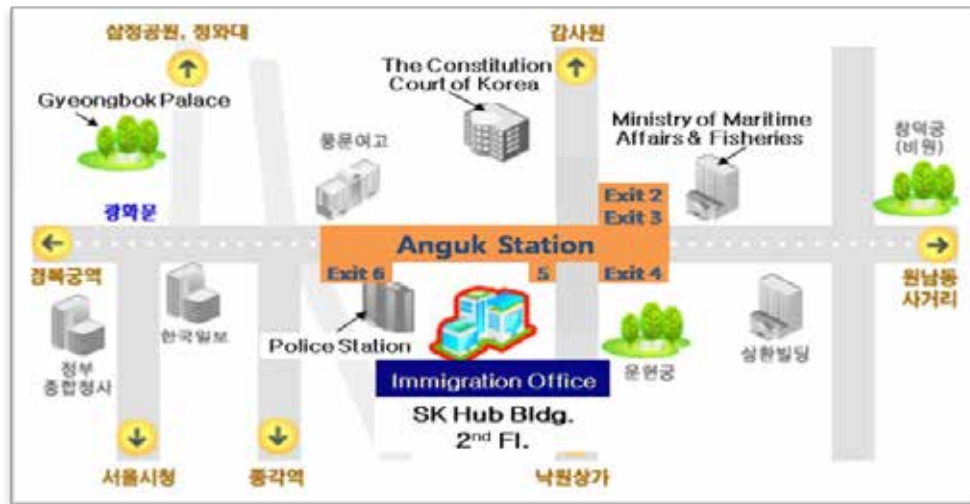 삼청공원, 청와대
감사원
The Constitution
Court of Korea
Gyeongbok Palace
Ministry of Maritime
Affairs & Fisheries
풍문여고
창덕궁
(비원)
Exit 2
Exit 3
광화문
Anguk Station
경복궁역
Exit 6
5
Exit 4
원남동
사거리
한국일보
Police Station
정부
종합청사
운현궁
삼환빌딩
Immigration Office
SK Hub Bldg.
2nd Fl.
서울시청
종각역
낙원상가